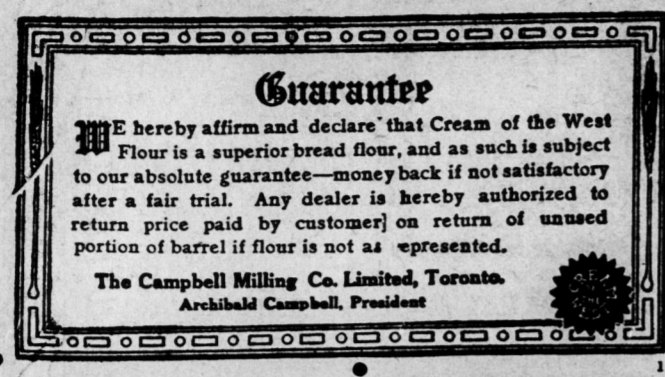 Guarantee
WE hereby affirm and declare that Cream of the West
Flour is a superior bread flour, and as such is subject
to our absolute guarantee—money back if not satisfactory
after a fair trial. Any dealer is hereby authorized to
return price paid by customer] on return of unused
portion of barrel if flour is not as epresented.
The Campbell Milling Co. Limited, Toronto.
Archibald Campbell, President
1